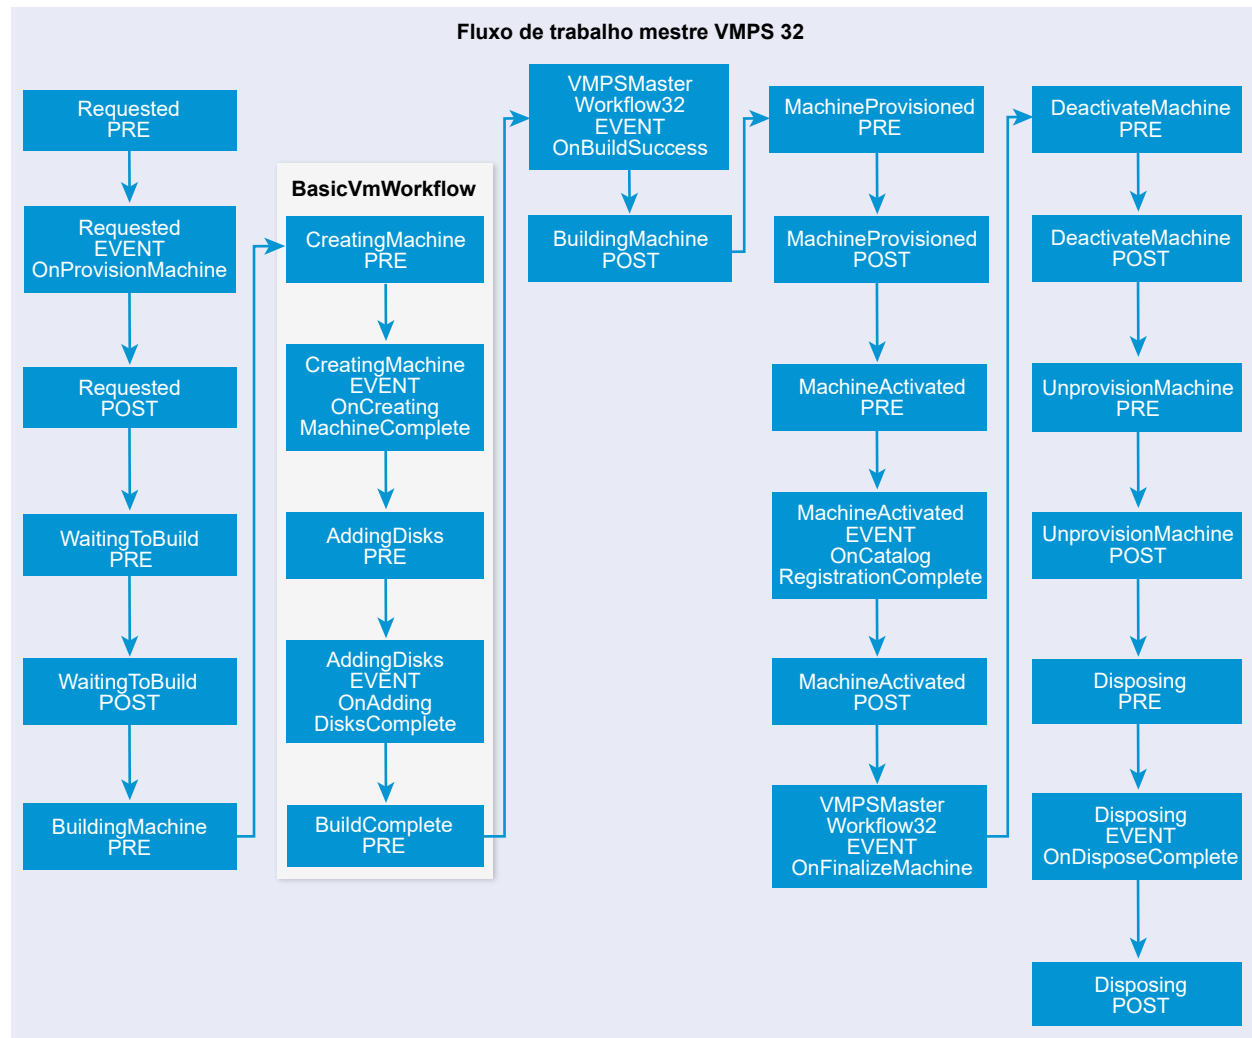 Fluxo de trabalho mestre VMPS 32
Requested
PRE
Requested
EVENT
OnProvisionMachine
Requested
POST
WaitingToBuild
PRE
WaitingToBuild
POST
BuildingMachine
PRE
BasicVmWorkflow
CreatingMachine
PRE
CreatingMachine
EVENT
OnCreating
MachineComplete
AddingDisks
PRE
AddingDisks
EVENT
OnAdding
DisksComplete
BuildComplete
PRE
VMPSMaster
Workflow32
EVENT
OnBuildSuccess
BuildingMachine
POST
MachineProvisioned
PRE
MachineProvisioned
POST
MachineActivated
PRE
MachineActivated
EVENT
OnCatalog
RegistrationComplete
MachineActivated
POST
VMPSMaster
Workflow32
EVENT
OnFinalizeMachine
DeactivateMachine
PRE
DeactivateMachine
POST
UnprovisionMachine
PRE
UnprovisionMachine
POST
Disposing
PRE
Disposing
EVENT
OnDisposeComplete
Disposing
POST